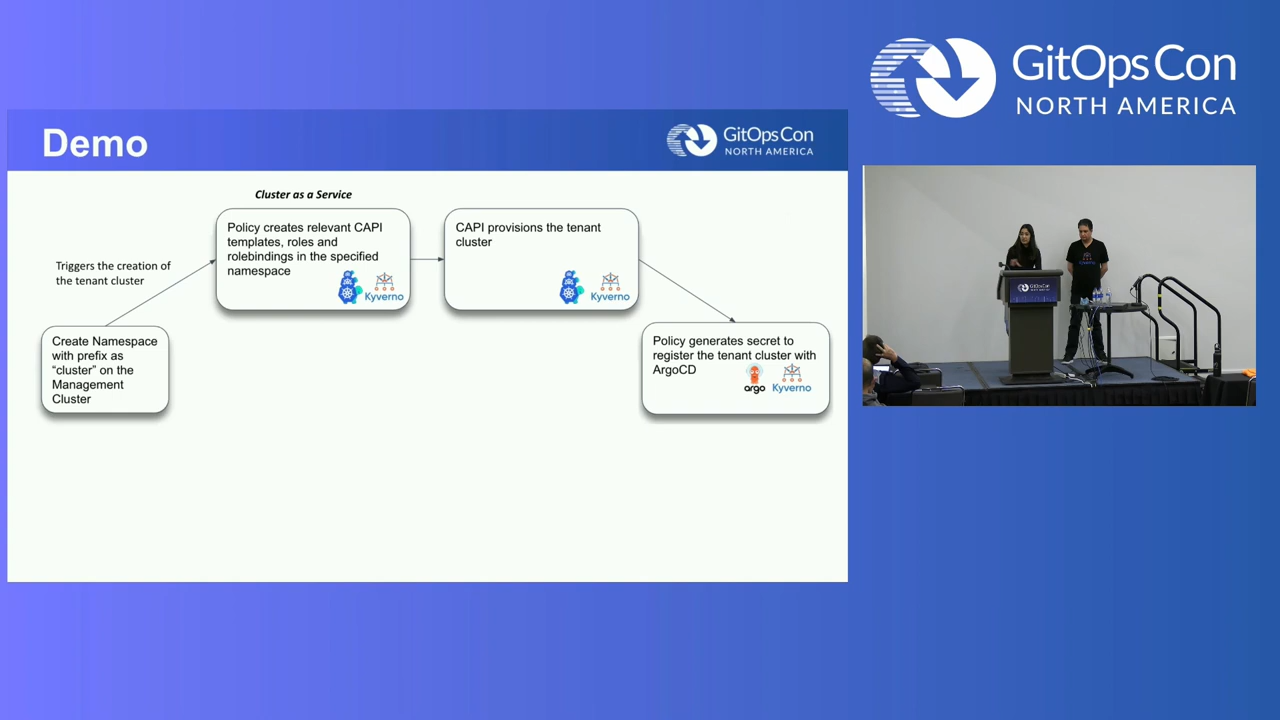 GitOpsCon
NORTH AMERICA
Demo
GitOpsCon
NORTH AMERICA
Cluster as a Service
Triggers the creation of
the tenant cluster
Create Namespace
with prefix as
“cluster” on the
Management
Cluster
Policy creates relevant CAPI
templates, roles and
rolebindings in the specified
namespace
Kyverno
CAPI provisions the tenant
cluster
Kyverno
Policy generates secret to
register the tenant cluster with
ArgoCD
argo
Kyverno